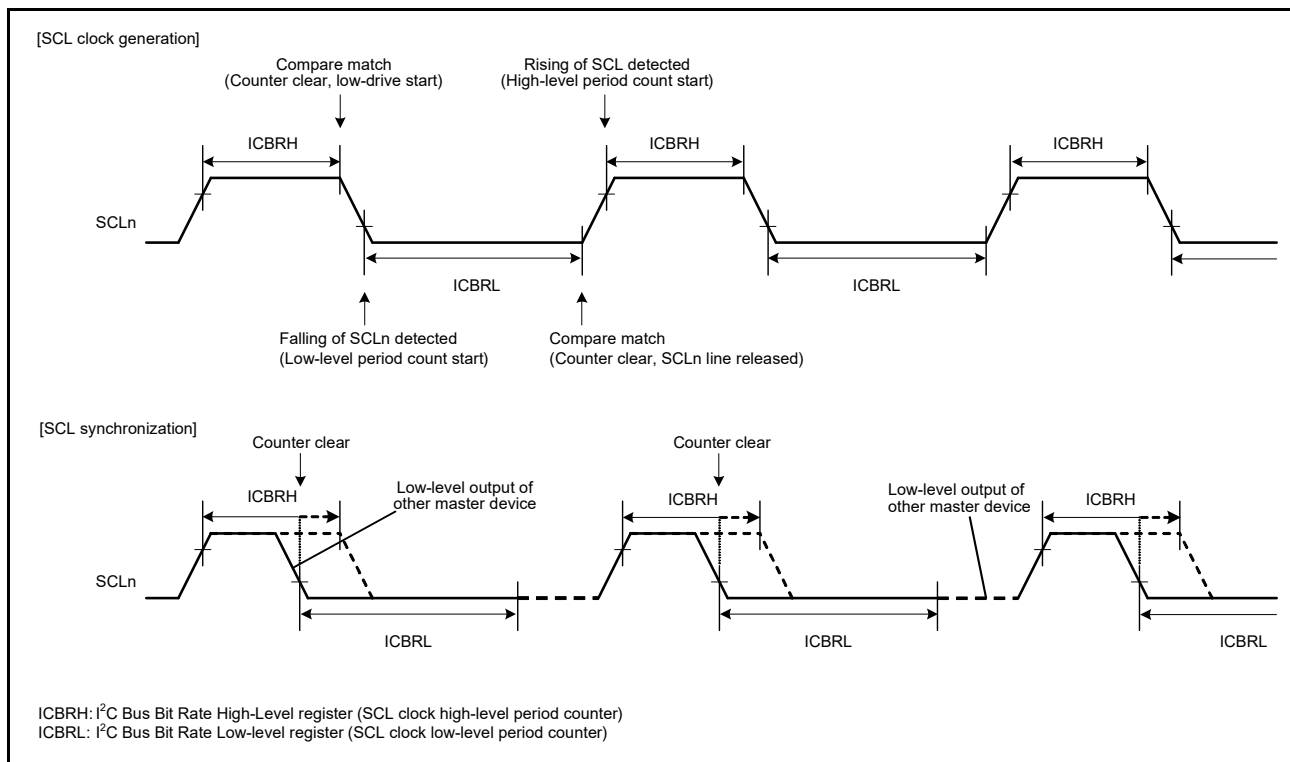 [SCL clock generation]
Compare match
(Counter clear, low-drive start)
Rising of SCL detected
(High-level period count start)
ICBRH
ICBRH
ICBRH
SCLn
ICBRL
ICBRL
Falling of SCLn detected
(Low-level period count start)
Compare match
(Counter clear, SCLn line released)
[SCL synchronization]
Counter clear
Counter clear
ICBRH
Low-level output of
other master device
ICBRH
Low-level output of
other master device
ICBRH
SCLn
ICBRL
ICBRL
ICBRL
ICBRH: I²C Bus Bit Rate High-Level register (SCL clock high-level period counter)
ICBRL: I²C Bus Bit Rate Low-level register (SCL clock low-level period counter)